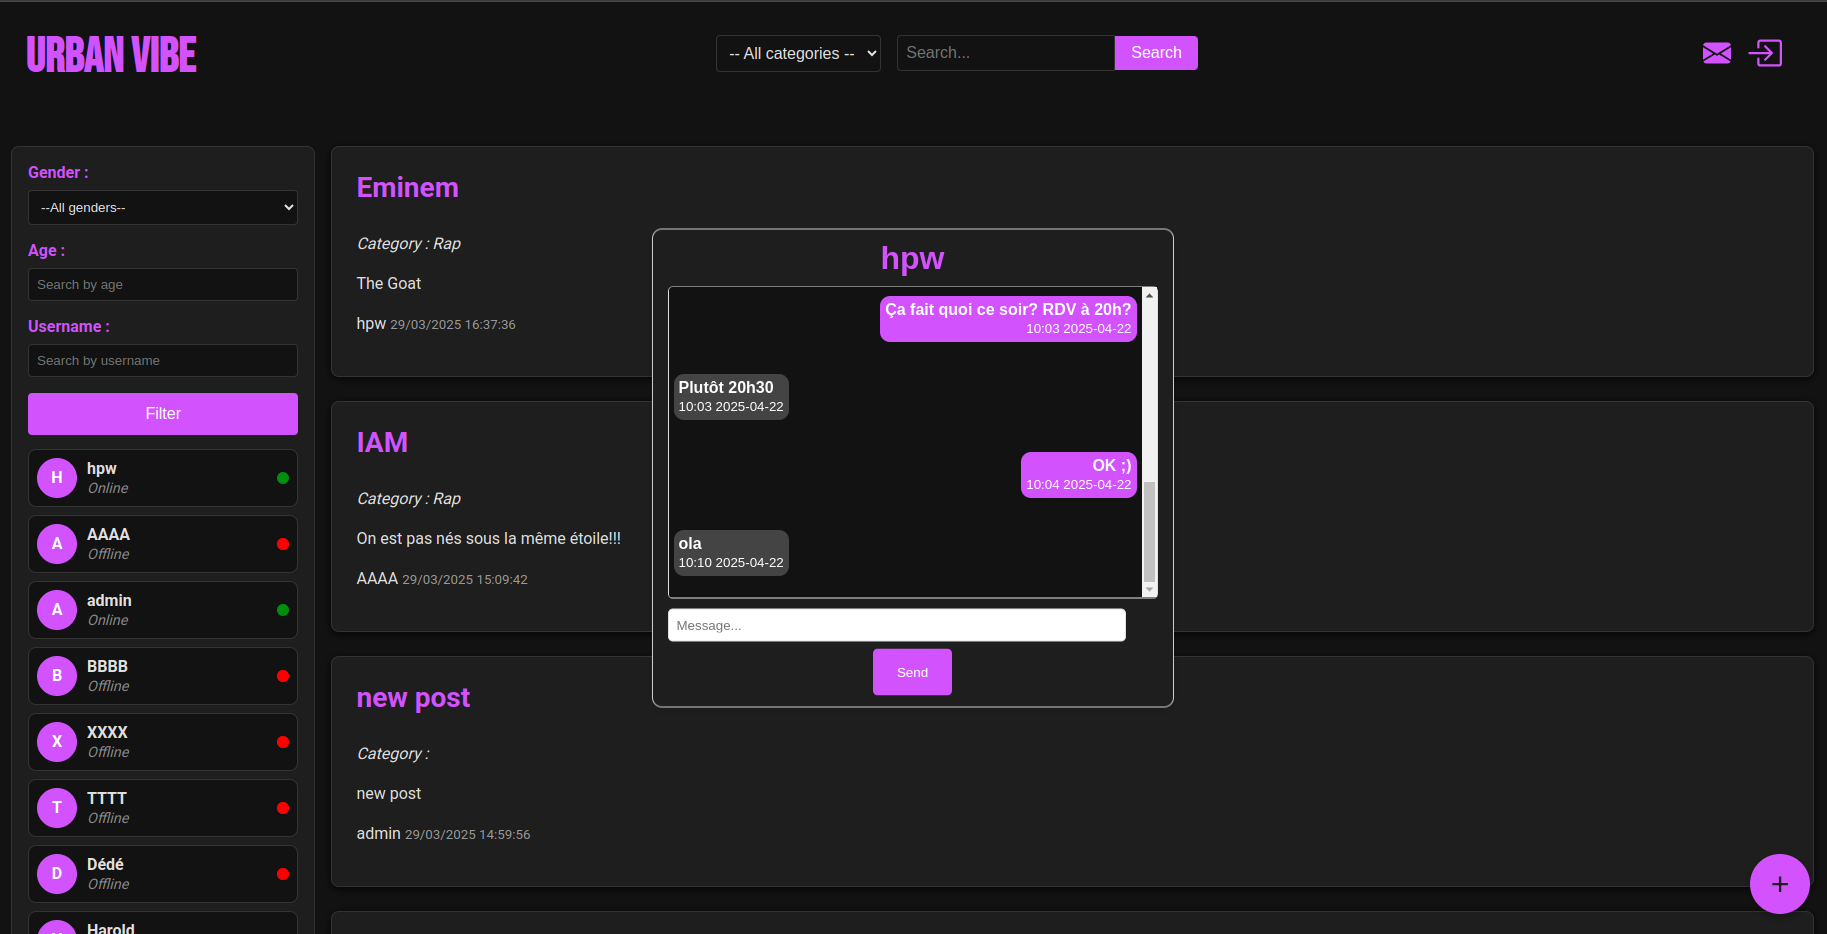 URBAN VIBE
-- All categories --
Search...
Search
Gender :
--All genders--
Age :
Search by age
Username :
Search by username
Filter
H
hpw
Online
A
AAAA
Offline
A
admin
Online
B
BBBB
Offline
X
XXXX
Offline
T
TTTT
Offline
D
Dédé
Offline
Harold
Eminem
Category : Rap
The Goat
hpw 29/03/2025 16:37:36
IAM
Category : Rap
On est pas nés sous la même étoile!!!
AAAA 29/03/2025 15:09:42
new post
Category :
new post
admin 29/03/2025 14:59:56
hpw
Ça fait quoi ce soir? RDV à 20h?
10:03 2025-04-22
Plutôt 20h30
10:03 2025-04-22
OK ;)
10:04 2025-04-22
ola
10:10 2025-04-22
Message...
Send
+